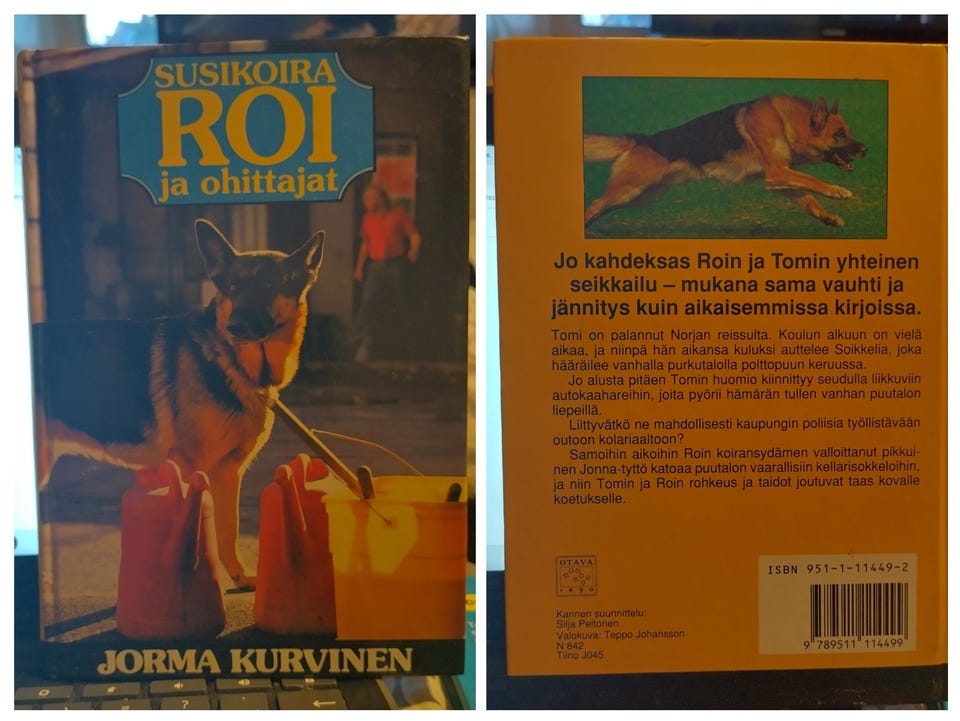 SUSIKOIRA
ROI
ja ohittajat
JORMA KURVINEN
Jo kahdeksas Roin ja Tomin yhteinen
seikkailu – mukana sama vauhti ja
jännitys kuin aikaisemmissa kirjoissa.
Tomi on palannut Norjan reissulta. Koulun alkuun on vielä
aikaa, ja niinpä hän aikansa kuluksi auttelee Soikkelia, joka
hääräilee vanhalla purkutalolla polttopuun keruussa.
Jo alusta pitäen Tomin huomio kiinnittyy seudulla liikkuviin
autokaahareihin, joita pyörii hämärän tullen vanhan puutalon
liepeillä.
Liittyvätkö ne mahdollisesti kaupungin poliisia työllistävään
outoon kolariaaltoon?
Samoihin aikoihin Roin koiransydämen valloittanut pikkui-
nen Jonna-tyttö katoaa puutalon vaarallisiin kellarisokkeloihin,
ja niin Tomin ja Roin rohkeus ja taidot joutuvat taas kovalle
koetukselle.
OTAVA
1890
ISBN 951-1-11449-2
9 789511 114499
Kannen suunnittelu:
Silja Peltonen
Valokuva: Teppo Johansson
N 842
Tilno J045